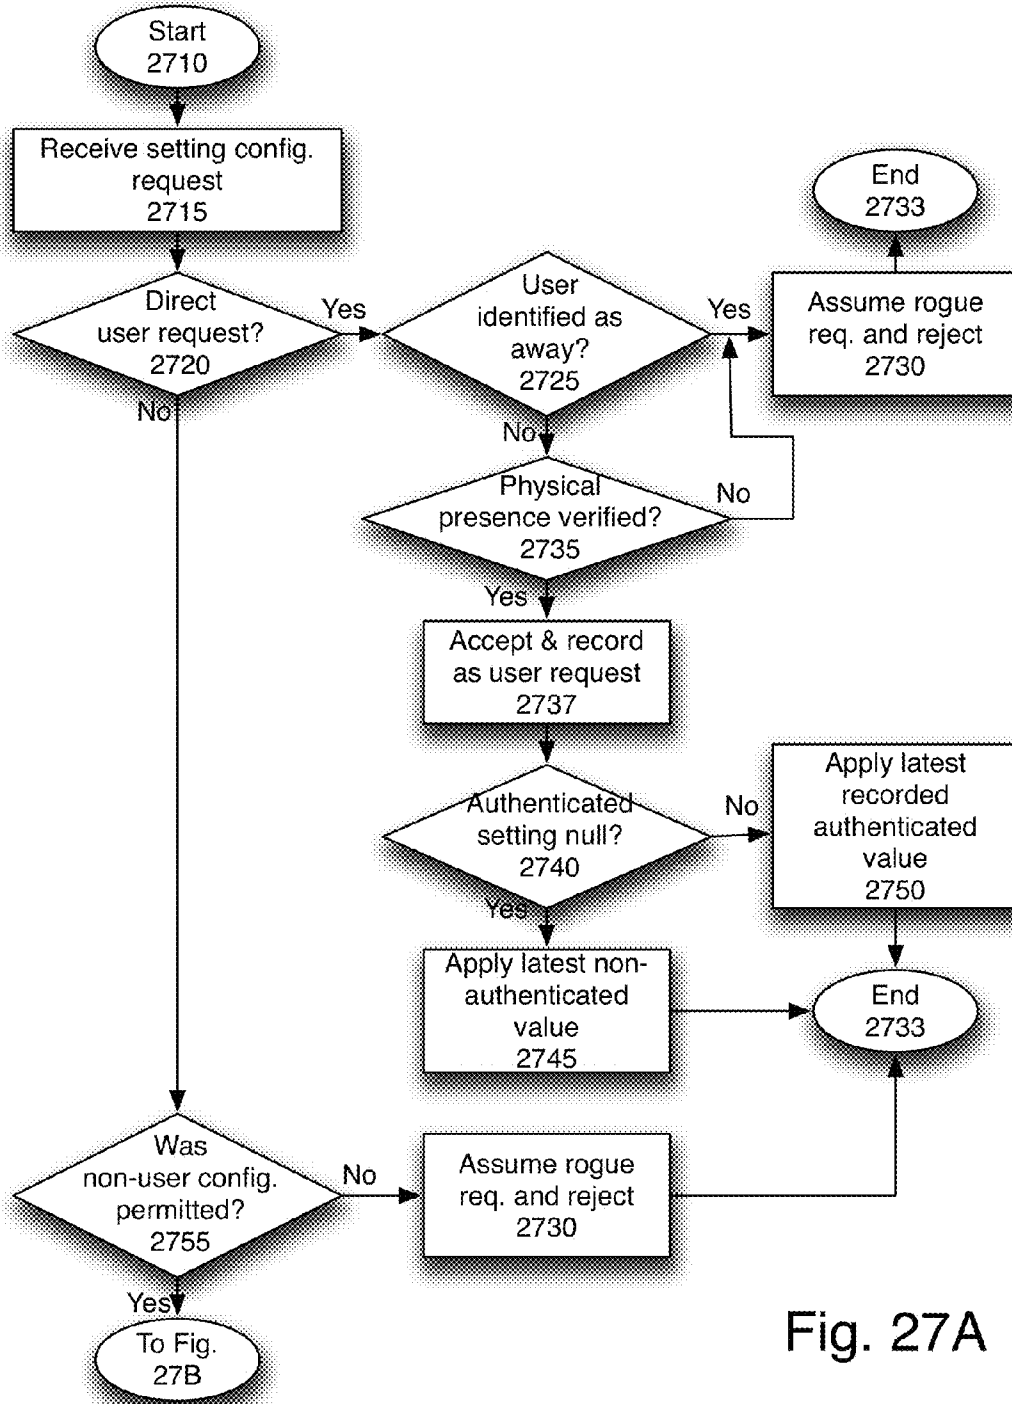 Start
2710
Receive setting config.
request
2715
End
2733
Direct
user request?
2720
Yes
No
User
identified as
away?
2725
Yes
No
Assume rogue
req. and reject
2730
Physical
presence verified?
2735
No
Yes
Accept & record
as user request
2737
Authenticated
setting null?
2740
No
Yes
Apply latest
recorded
authenticated
value
2750
Apply latest non-
authenticated
value
2745
End
2733
Was
non-user config.
permitted?
2755
No
Yes
Assume rogue
req. and reject
2730
To Fig.
27B
Fig. 27A